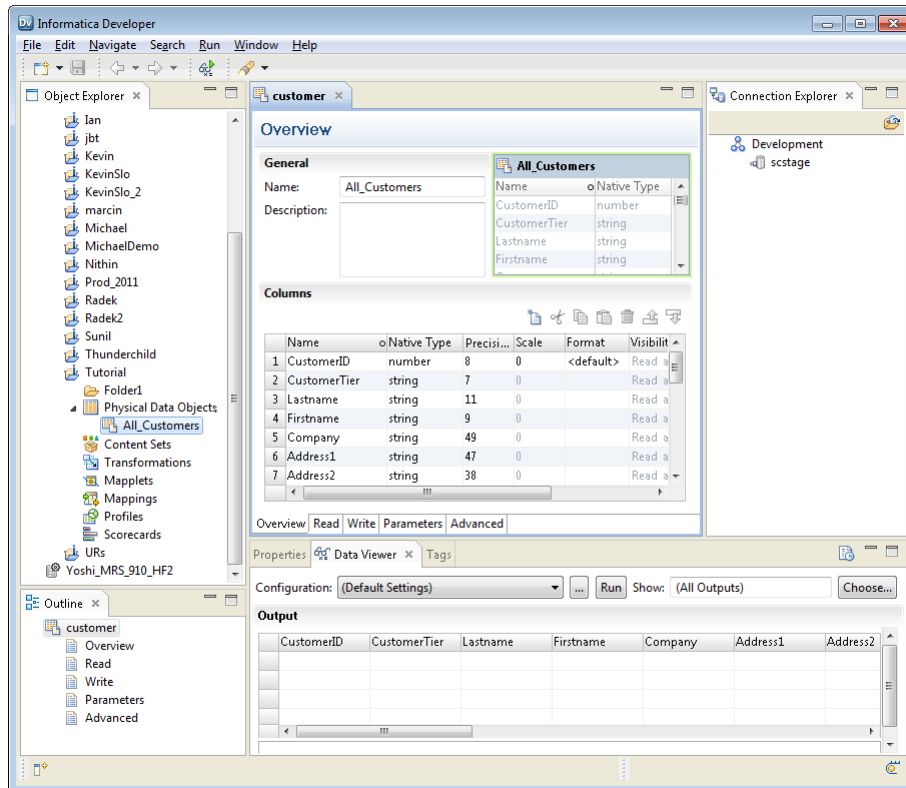 Informatica Developer
File Edit Navigate Search Run Window Help
Object Explorer
Ian
jbt
Kevin
KevinSlo
KevinSlo_2
marcin
Michael
MichaelDemo
Nithin
Prod_2011
Radek
Radek2
Sunil
Thunderchild
Tutorial
Folder1
Physical Data Objects
All_Customers
Content Sets
Transformations
Mapplets
Mappings
Profiles
Scorecards
URs
Yoshi_MRS_910_HF2
Outline
customer
Overview
Read
Write
Parameters
Advanced
customer
Overview
General
Name: All_Customers
Description:
All_Customers
Name Native Type
CustomerID number
CustomerTier string
Lastname string
Firstname string
Columns
Name Native Type Precisi... Scale Format Visibilit
1 CustomerID number 8 0 <default> Read a
2 CustomerTier string 7 0 Read a
3 Lastname string 11 0 Read a
4 Firstname string 9 0 Read a
5 Company string 49 0 Read a
6 Address1 string 47 0 Read a
7 Address2 string 38 0 Read a
Overview Read Write Parameters Advanced
Connection Explorer
Development
scstage
Properties Data Viewer Tags
Configuration: (Default Settings) ... Run Show: (All Outputs) Choose...
Output
CustomerID CustomerTier Lastname Firstname Company Address1 Address2